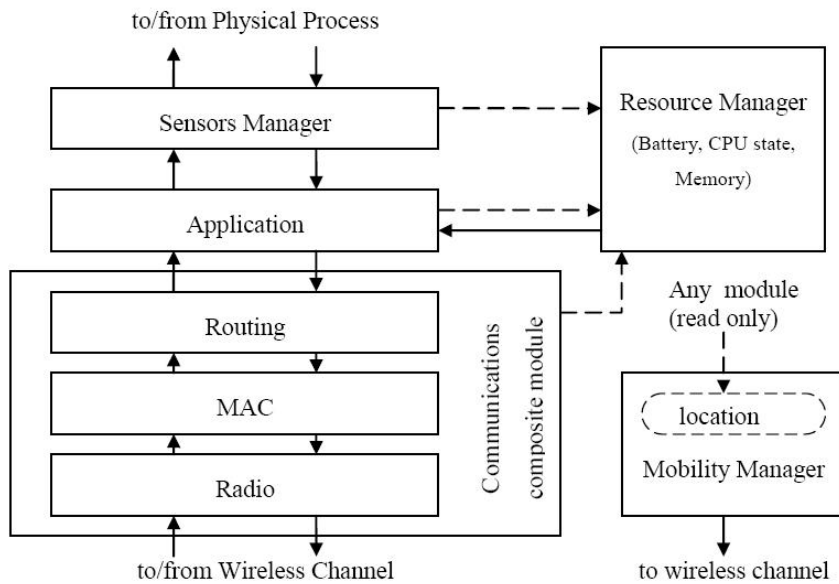 to/from Physical Process
Sensors Manager
Resource Manager
(Battery, CPU state,
Memory)
Application
Routing
MAC
Radio
Communications
composite module
Any module
(read only)
location
Mobility Manager
to/from Wireless Channel
to wireless channel